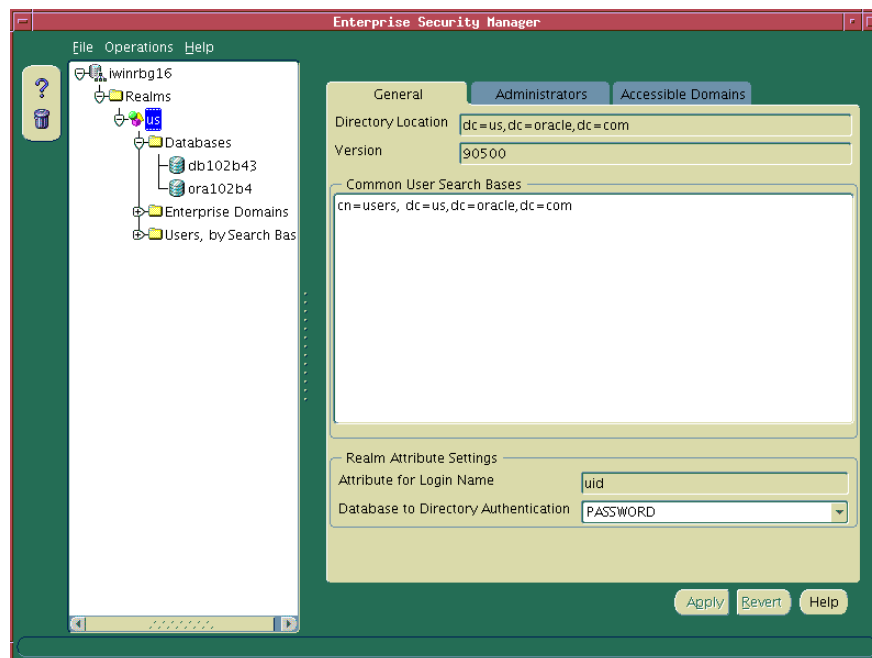 Enterprise Security Manager
File Operations Help
?
iwinrbg16
Realms
us
Databases
db102b43
ora102b4
Enterprise Domains
Users, by Search Bas
General Administrators Accessible Domains
Directory Location dc=us,dc=oracle,dc=com
Version 90500
Common User Search Bases
cn=users, dc=us,dc=oracle,dc=com
Realm Attribute Settings
Attribute for Login Name uid
Database to Directory Authentication PASSWORD
Apply Revert Help